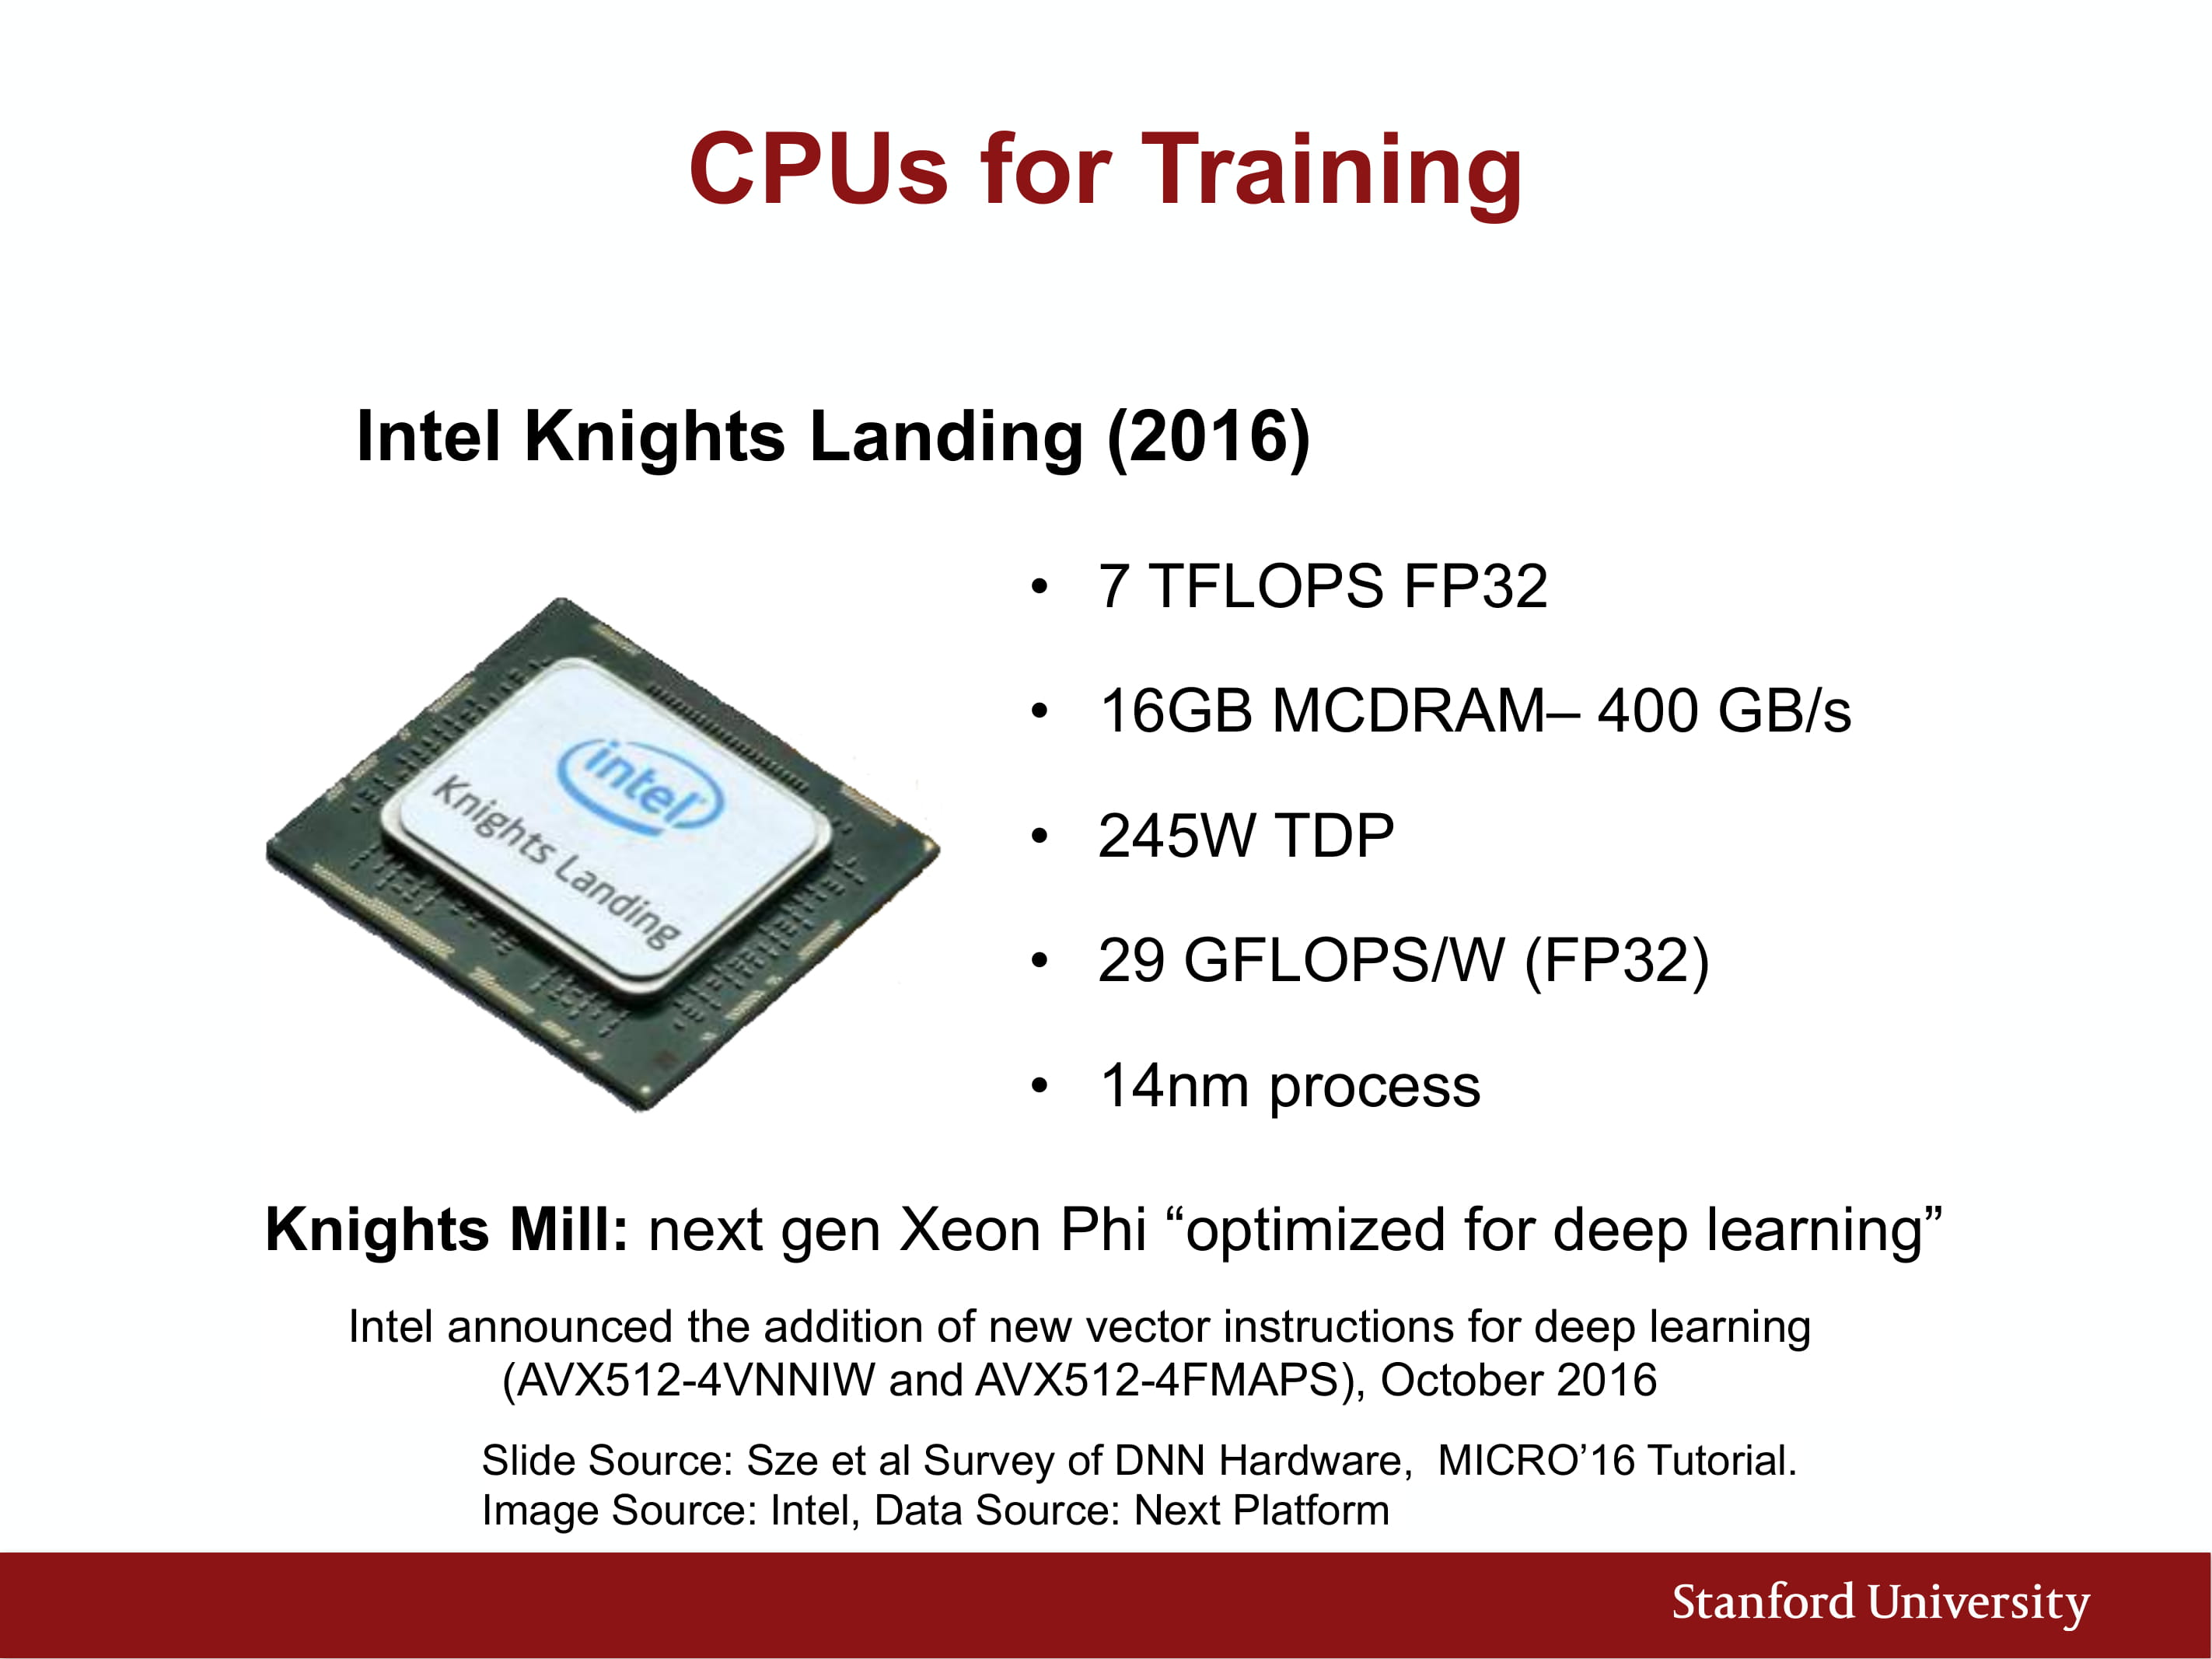 CPUs for Training
Intel Knights Landing (2016)
intel
Knights Landing
• 7 TFLOPS FP32
• 16GB MCDRAM– 400 GB/s
• 245W TDP
• 29 GFLOPS/W (FP32)
• 14nm process
Knights Mill: next gen Xeon Phi “optimized for deep learning”
Intel announced the addition of new vector instructions for deep learning
(AVX512-4VNNIW and AVX512-4FMAPS), October 2016
Slide Source: Sze et al Survey of DNN Hardware, MICRO’16 Tutorial.
Image Source: Intel, Data Source: Next Platform
Stanford University